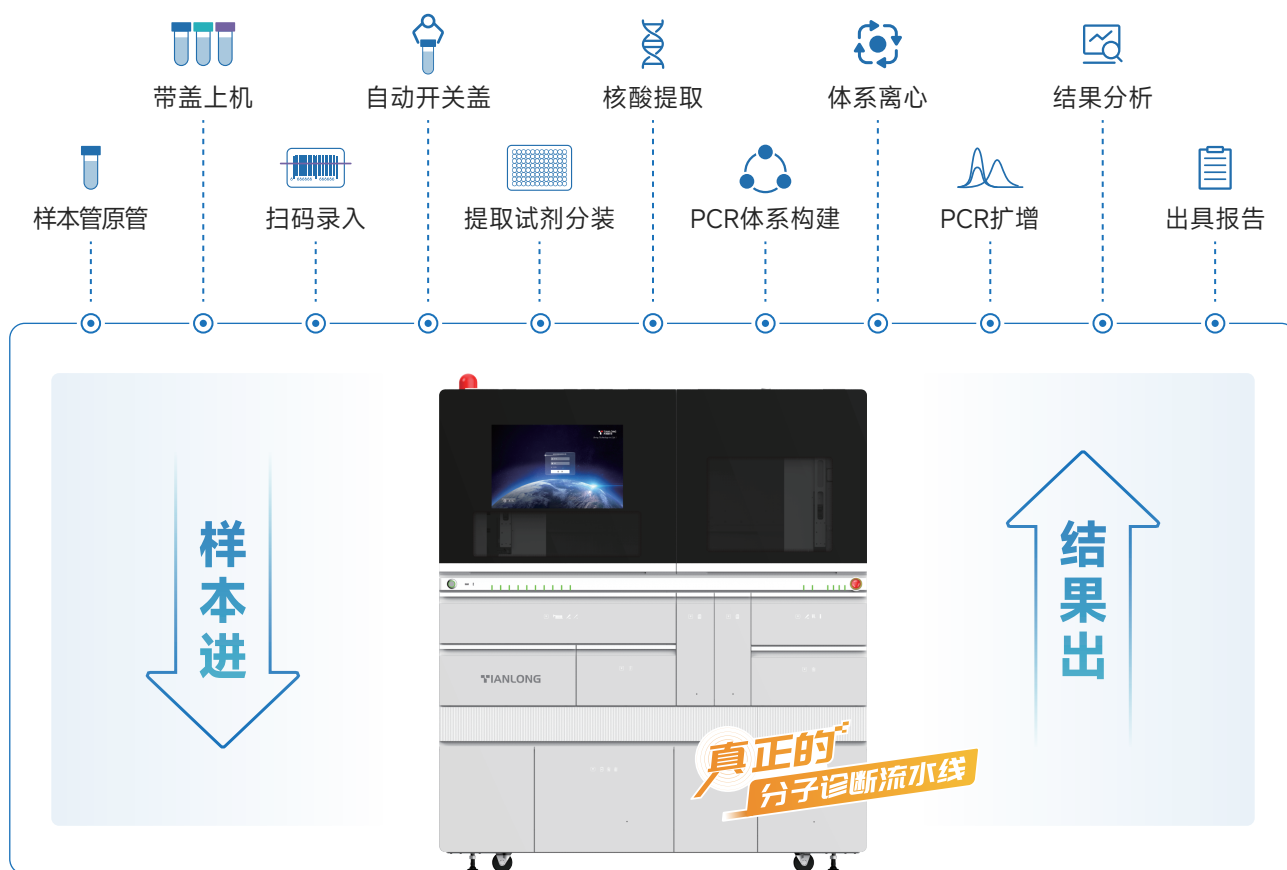 带盖上机
自动开关盖
核酸提取
体系离心
结果分析
样本管原管
扫码录入
提取试剂分装
PCR体系构建
PCR扩增
出具报告
样本进
结果出
TIANLONG
真正的
分子诊断流水线